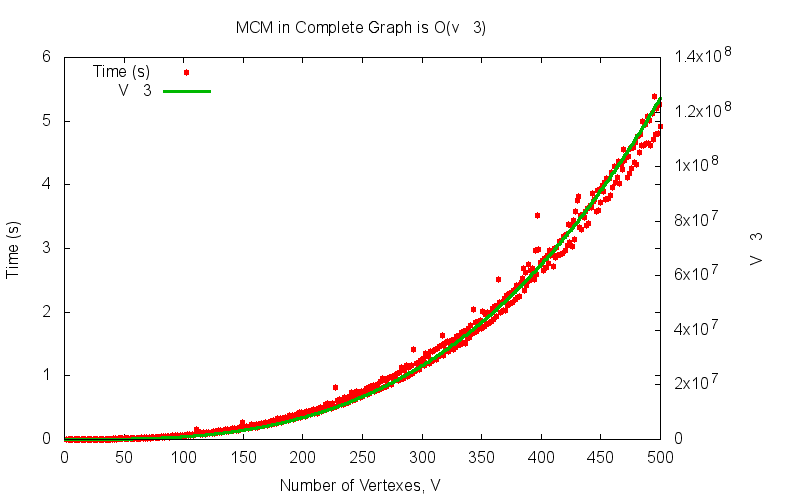 MCM in Complete Graph is O(v 3)
6
5
4
3
2
1
0
Time (s)
Time (s)
V 3
1.4x10^8
1.2x10^8
1x10^8
8x10^7
6x10^7
4x10^7
2x10^7
0
V 3
0 50 100 150 200 250 300 350 400 450 500
Number of Vertexes, V